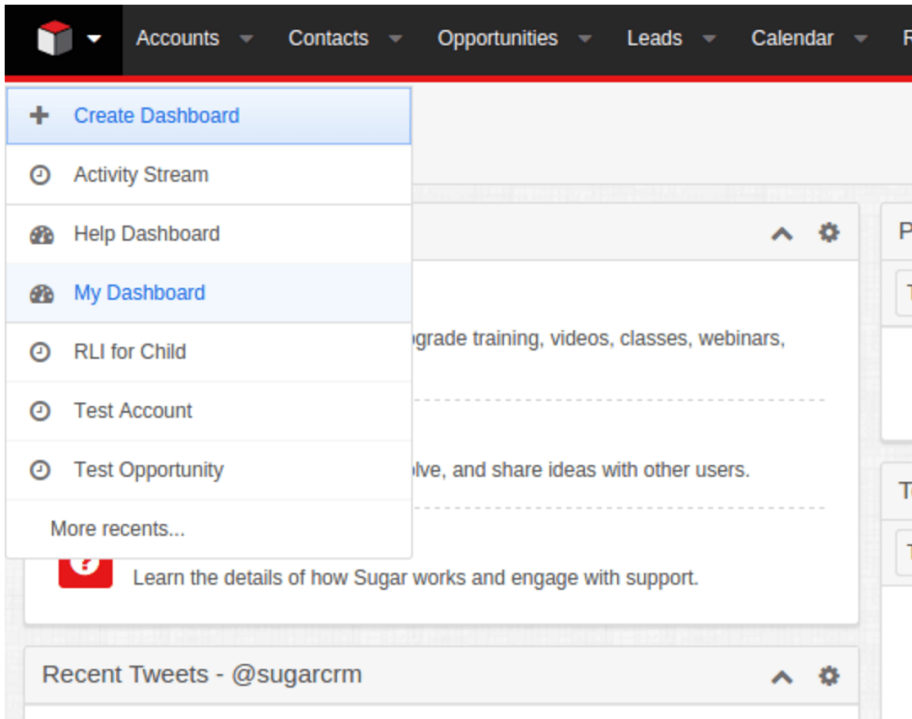 Accounts Contacts Opportunities Leads Calendar
Create Dashboard
Activity Stream
Help Dashboard
My Dashboard
RLI for Child
training, videos, classes, webinars,
Test Account
Test Opportunity
and share ideas with other users.
More recents...
Learn the details of how Sugar works and engage with support.
Recent Tweets - @sugarcrm